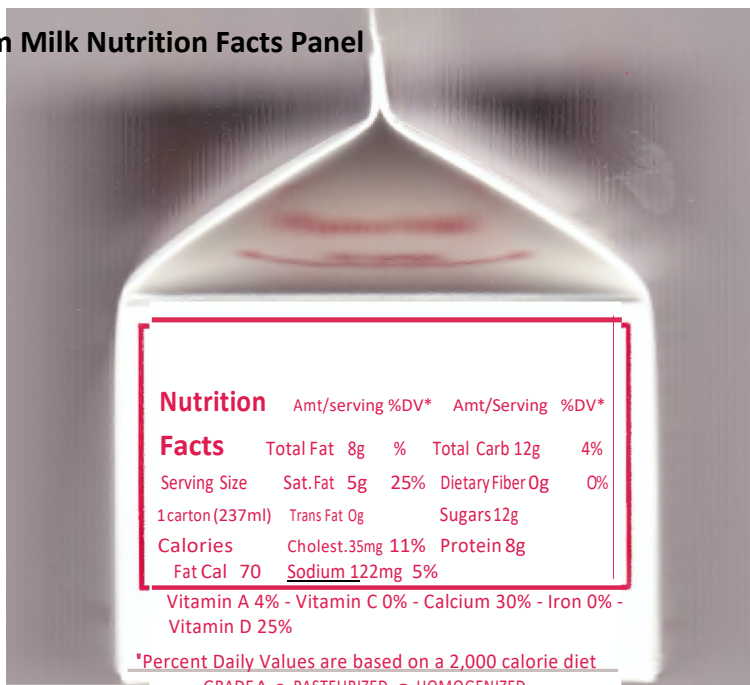 Milk Nutrition Facts Panel
Nutrition Amt/serving %DV* Amt/Serving %DV*
Facts Total Fat 8g % Total Carb 12g 4%
Serving Size Sat. Fat 5g 25% Dietary Fiber 0g 0%
1 carton (237ml) Trans Fat 0g Sugars 12g
Calories Cholest. 35mg 11% Protein 8g
Fat Cal 70 Sodium 122mg 5%
Vitamin A 4% - Vitamin C 0% - Calcium 30% - Iron 0% -
Vitamin D 25%
*Percent Daily Values are based on a 2,000 calorie diet
GRADE A PASTEURIZED HOMOGENIZED